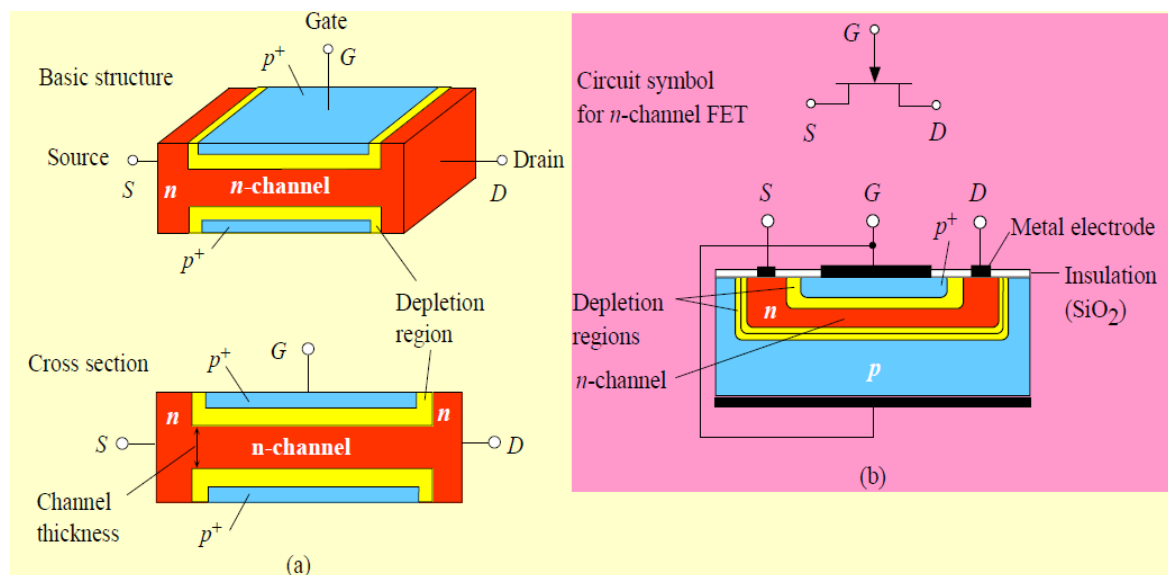 Gate
p+
G
Basic structure
Source
Drain
S
n
n-channel
D
p+
Depletion
region
G
Cross section
p+
n
n
S
n-channel
D
Channel
thickness
p+
(a)
G
Circuit symbol
for n-channel FET
S
D
S
G
D
p+
Metal electrode
Insulation
(SiO2)
Depletion
regions
n
n-channel
p
(b)